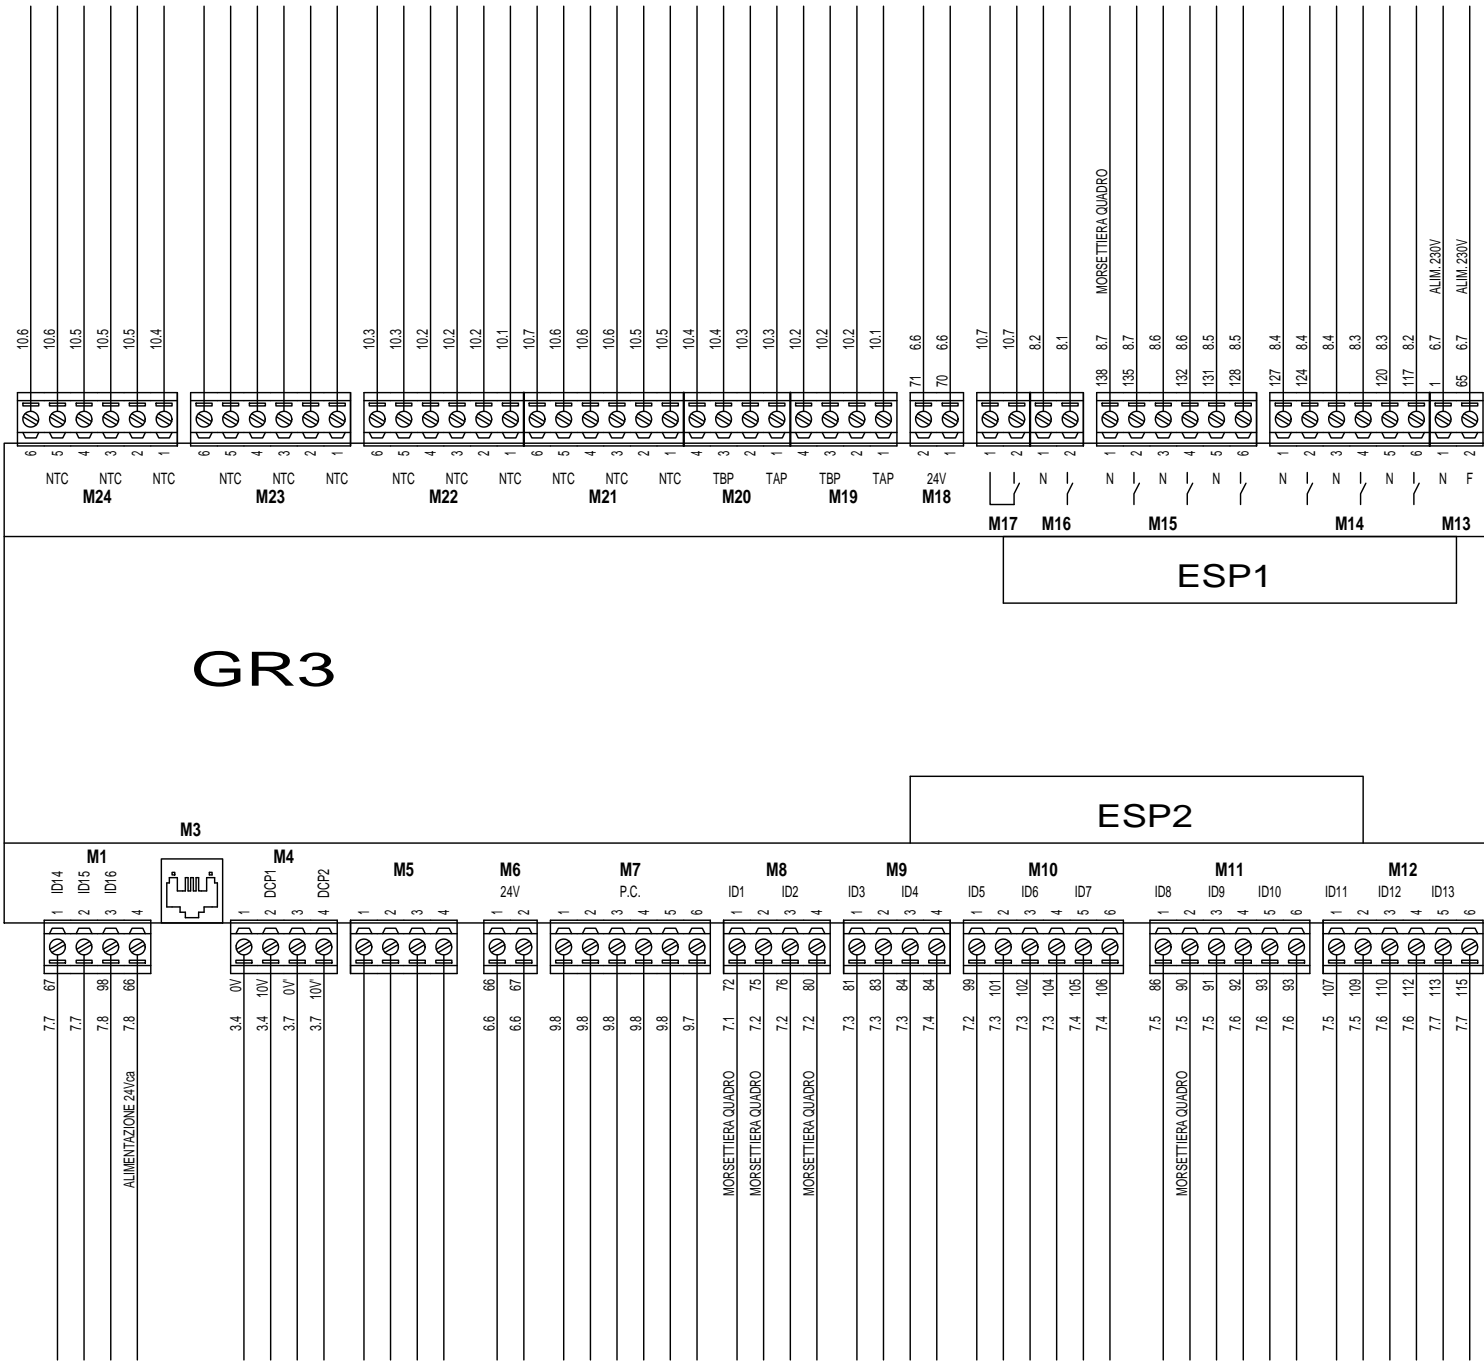 MORSETTIERA QUADRO
ALIM. 230V
ALIM. 230V
10.6 10.6 10.5 10.5 10.5 10.4 10.3 10.3 10.2 10.2 10.2 10.1 10.7 10.6 10.6 10.6 10.5 10.5 10.4 10.4 10.3 10.3 10.2 10.2 10.2 10.1 6.6 6.6 10.7 10.7 8.2 8.1 8.7 8.7 8.6 8.6 8.5 8.5 8.4 8.4 8.4 8.3 8.3 8.2 6.7 6.7
71 70 138 135 132 131 128 127 124 120 117 1 65
6 5 4 3 2 1 6 5 4 3 2 1 6 5 4 3 2 1 6 5 4 3 2 1 4 3 2 1 4 3 2 1 2 1 1 2 1 2 1 2 3 4 5 6 1 2 3 4 5 6 1 2
NTC NTC NTC NTC NTC NTC NTC NTC NTC NTC NTC NTC TBP TAP TBP TAP 24V N N N N N N N N F
M24 M23 M22 M21 M20 M19 M18
M17 M16 M15 M14 M13
ESP1
GR3
ESP2
M3
M1 M4 M5 M6 M7 M8 M9 M10 M11 M12
ID14 ID15 ID16 DCP1 DCP2 24V P.C. ID1 ID2 ID3 ID4 ID5 ID6 ID7 ID8 ID9 ID10 ID11 ID12 ID13
1 2 3 4 1 2 3 4 1 2 3 4 1 2 1 2 3 4 5 6 1 2 3 4 1 2 3 4 1 2 3 4 5 6 1 2 3 4 5 6 1 2 3 4 5 6
67 98 66 0V 10V 0V' 10V' 66 67 72 75 76 80 81 83 84 84 99 101 102 104 105 106 86 90 91 92 93 93 107 109 110 112 113 115
7.7 7.7 7.8 7.8 3.4 3.4 3.7 3.7 6.6 6.6 9.8 9.8 9.8 9.8 9.8 9.7 7.1 7.2 7.2 7.2 7.3 7.3 7.3 7.4 7.2 7.3 7.3 7.3 7.4 7.4 7.5 7.5 7.5 7.6 7.6 7.6 7.5 7.5 7.6 7.6 7.7 7.7
ALIMENTAZIONE 24Vca
MORSETTIERA QUADRO
MORSETTIERA QUADRO
MORSETTIERA QUADRO
MORSETTIERA QUADRO